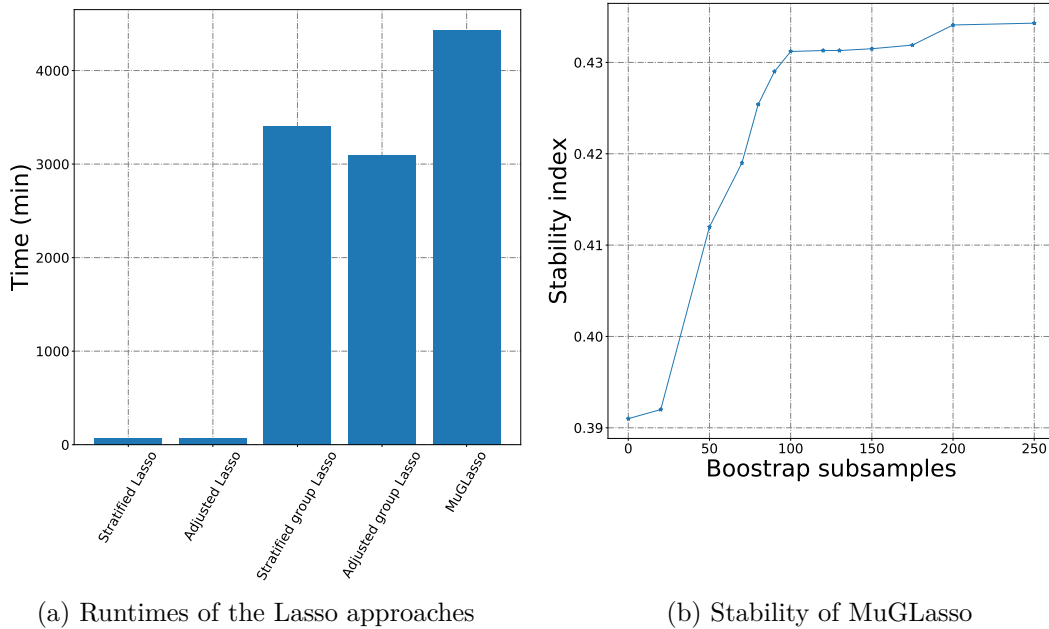 Time (min)
4000
3000
2000
1000
0
Stratified Lasso
Adjusted Lasso
Stratified group Lasso
Adjusted group Lasso
MuGLasso
(a) Runtimes of the Lasso approaches
Stability index
0.43
0.42
0.41
0.40
0.39
0 50 100 150 200 250
Boostrap subsamples
(b) Stability of MuGLasso